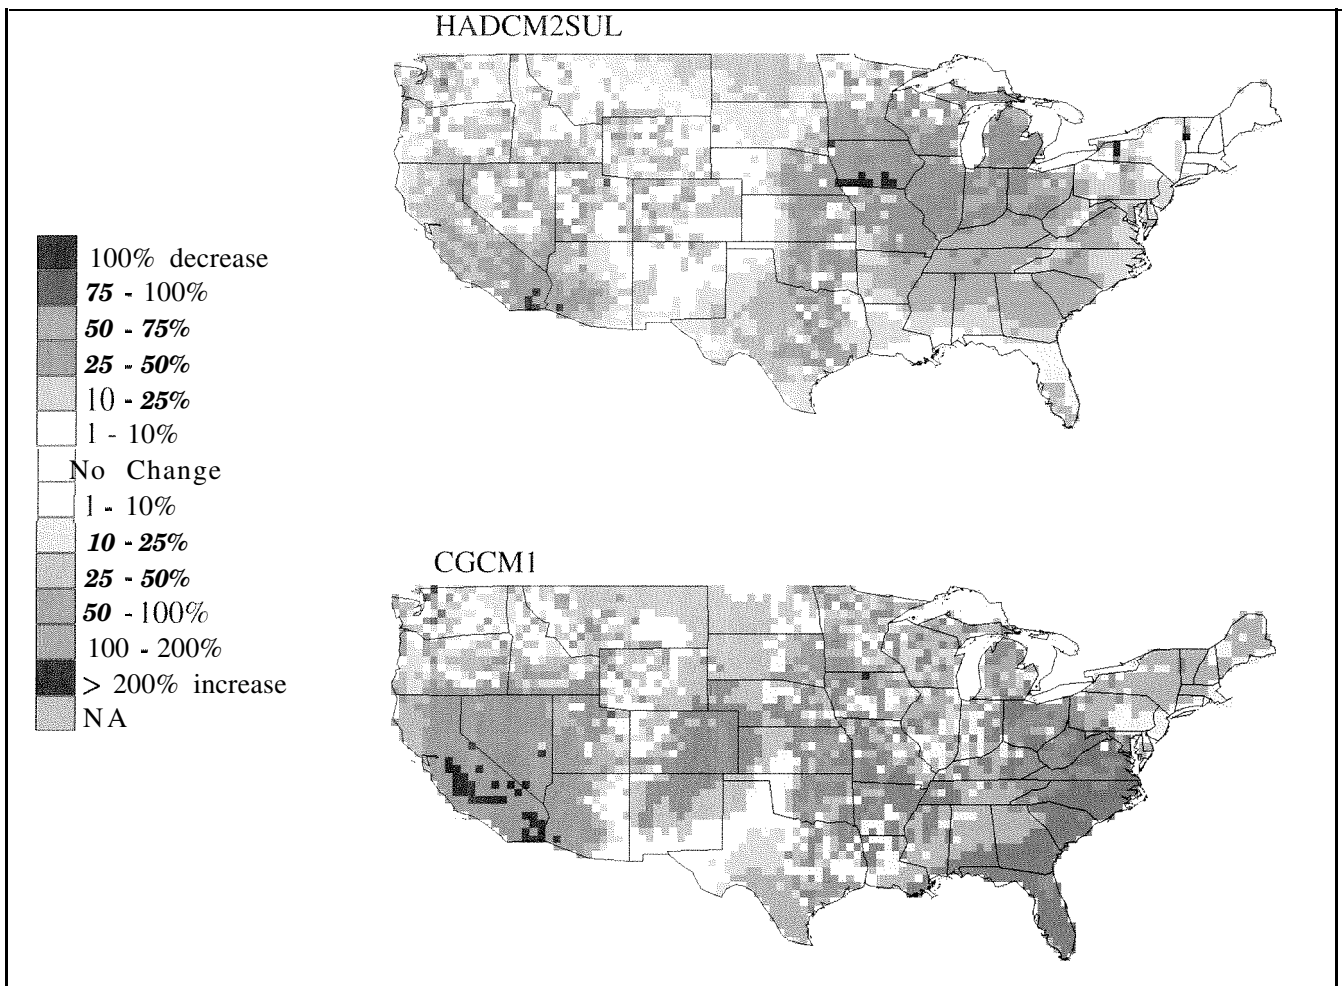 HADCM2SUL
100% decrease
75 - 100%
50 - 75%
25 - 50%
10 - 25%
1 - 10%
No Change
1 - 10%
10 - 25%
25 - 50%
50 - 100%
100 - 200%
> 200% increase
NA
CGCM1